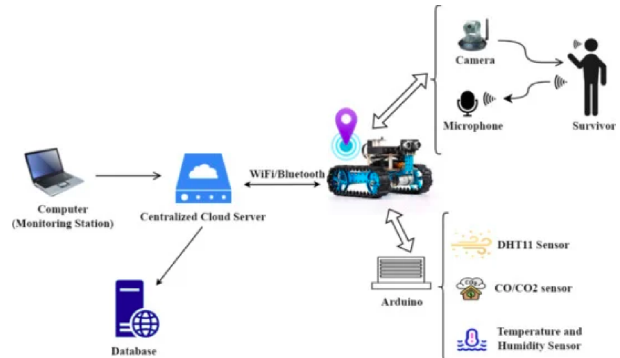 Camera
Microphone
Survivor
WiFi/Bluetooth
Computer
(Monitoring Station)
Centralized Cloud Server
DHT11 Sensor
CO/CO2 sensor
Arduino
Temperature and
Humidity Sensor
Database